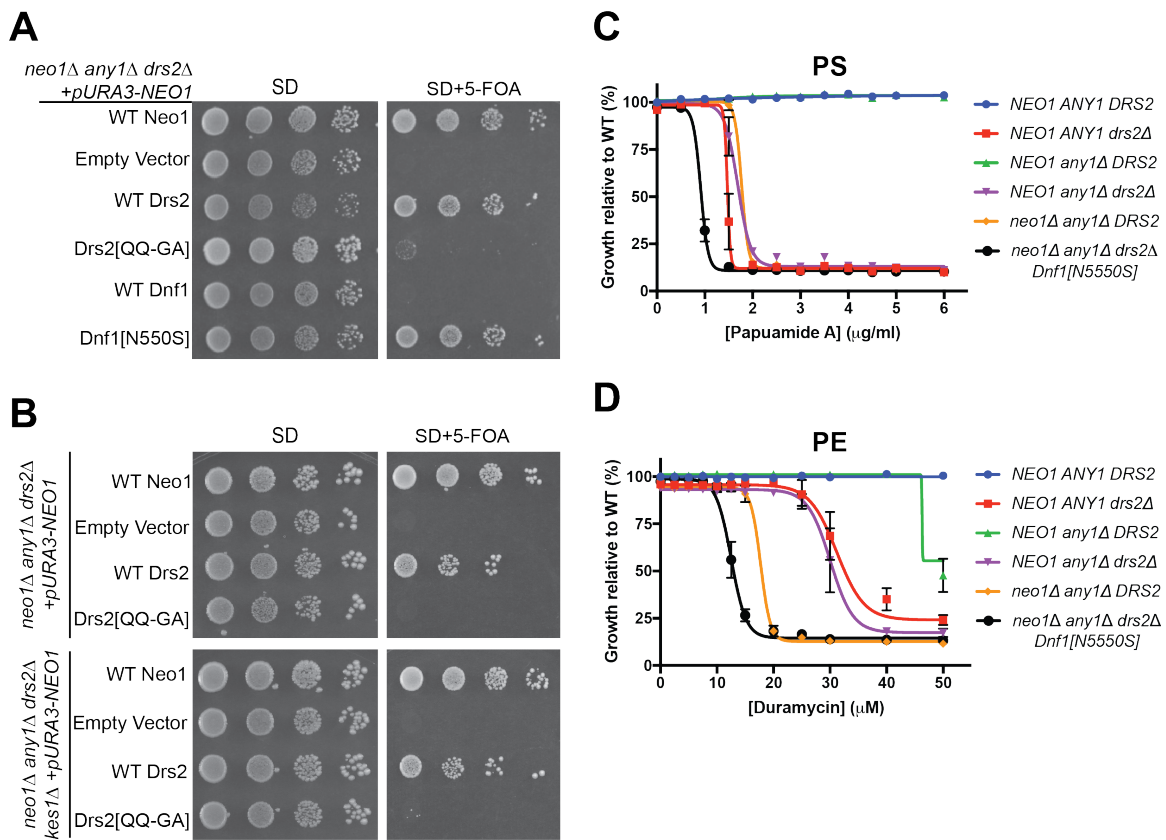 A
neo1Δ any1Δ drs2Δ
+pURA3-NEO1
SD
SD+5-FOA
WT Neo1
Empty Vector
WT Drs2
Drs2[QQ-GA]
WT Dnf1
Dnf1[N550S]
B
SD
SD+5-FOA
neo1Δ any1Δ drs2Δ
+pURA3-NEO1
WT Neo1
Empty Vector
WT Drs2
Drs2[QQ-GA]
neo1Δ any1Δ drs2Δ
kes1Δ +pURA3-NEO1
WT Neo1
Empty Vector
WT Drs2
Drs2[QQ-GA]
C
PS
Growth relative to WT (%)
100
75
50
25
0
0 1 2 3 4 5 6
[Papuamide A] (μg/ml)
NEO1 ANY1 DRS2
NEO1 ANY1 drs2Δ
NEO1 any1Δ DRS2
NEO1 any1Δ drs2Δ
neo1Δ any1Δ DRS2
neo1Δ any1Δ drs2Δ
Dnf1[N5550S]
D
PE
Growth relative to WT (%)
100
75
50
25
0
0 10 20 30 40 50
[Duramycin] (μM)
NEO1 ANY1 DRS2
NEO1 ANY1 drs2Δ
NEO1 any1Δ DRS2
NEO1 any1Δ drs2Δ
neo1Δ any1Δ DRS2
neo1Δ any1Δ drs2Δ
Dnf1[N5550S]